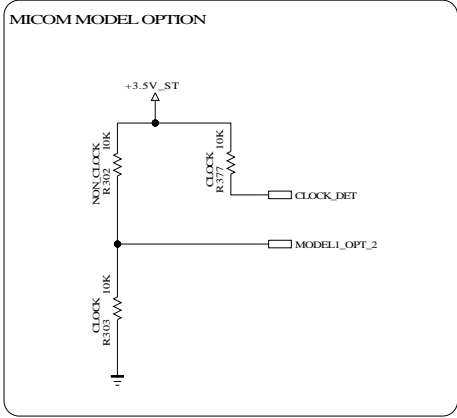 MICOM MODEL OPTION
+3.5V_ST
NON_CLOCK
R302
10K
CLOCK
R377
10K
CLOCK_DET
MODEL1_OPT_2
CLOCK
R303
10K